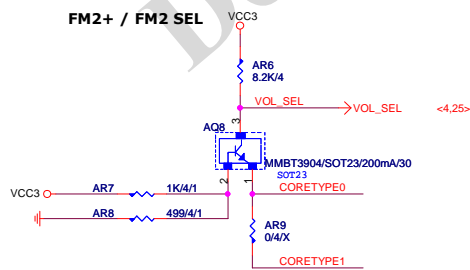 FM2+ / FM2 SEL
VCC3
AR6
8.2K/4
VOL_SEL
VOL_SEL <4,25>
3
AQ8
MMBT3904/SOT23/200mA/30
SOT23
2
1
VCC3
AR7
1K/4/1
CORETYPE0
AR8
499/4/1
AR9
0/4/X
CORETYPE1